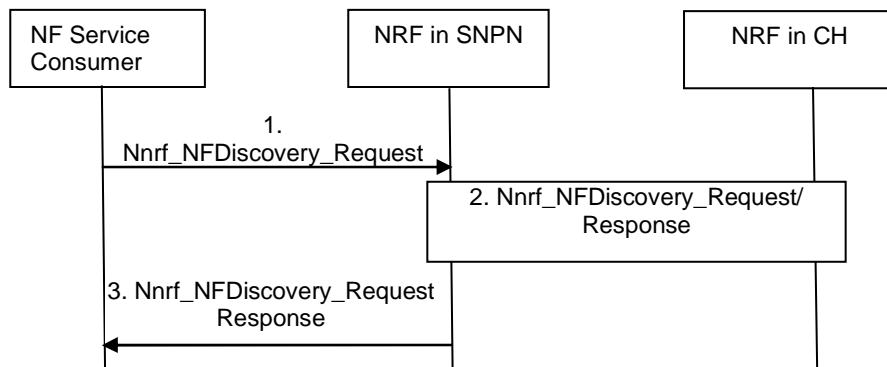 NF Service
Consumer
NRF in SNPN
NRF in CH
1.
Nnrf_NFDiscovery_Request
2. Nnrf_NFDiscovery_Request/
Response
3. Nnrf_NFDiscovery_Request
Response